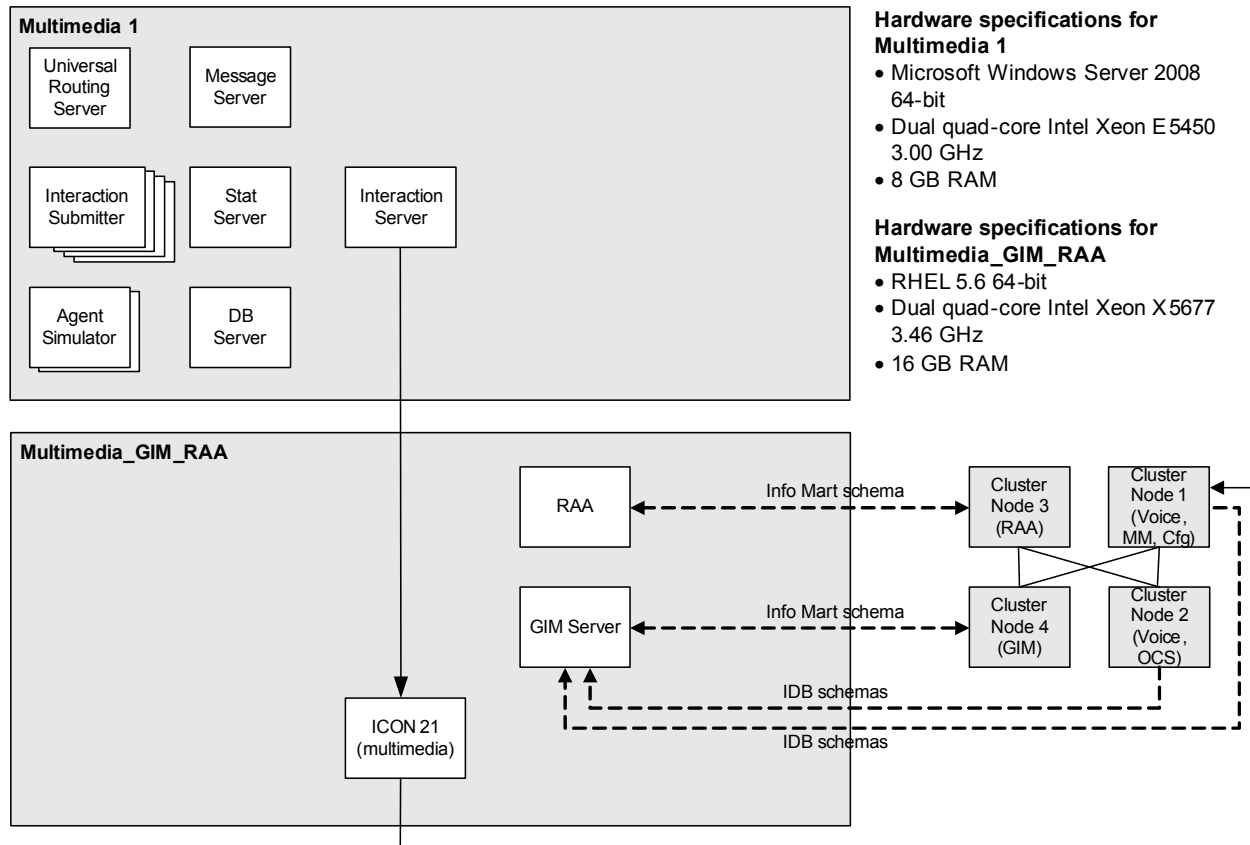 Multimedia 1
Universal
Routing
Server
Message
Server
Interaction
Submitter
Stat
Server
Interaction
Server
Agent
Simulator
DB
Server
Hardware specifications for
Multimedia 1
• Microsoft Windows Server 2008
64-bit
• Dual quad-core Intel Xeon E5450
3.00 GHz
• 8 GB RAM
Hardware specifications for
Multimedia_GIM_RAA
• RHEL 5.6 64-bit
• Dual quad-core Intel Xeon X5677
3.46 GHz
• 16 GB RAM
Multimedia_GIM_RAA
RAA
Info Mart schema
Cluster
Node 3
(RAA)
Cluster
Node 1
(Voice,
MM, Cfg)
GIM Server
Info Mart schema
Cluster
Node 4
(GIM)
Cluster
Node 2
(Voice,
OCS)
IDB schemas
IDB schemas
ICON 21
(multimedia)